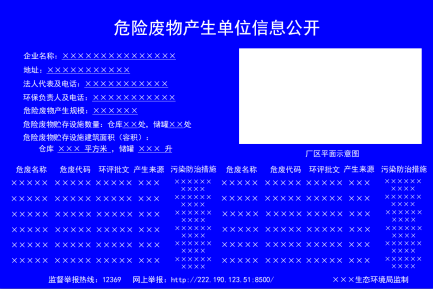 危险废物产生单位信息公开
企业名称：×××××××××××××××
地址：×××××××××××
法人代表及电话：×××××××××××
环保负责人及电话：×××××××××××
危险废物产生规模：××××××
危险废物贮存设施数量：仓库××处，储罐××处
危险废物贮存设施建筑面积（容积）：
仓库 ××× 平方米 ，储罐 ××× 升
厂区平面示意图
危废名称 危废代码 环评批文 产生来源 污染防治措施 危废名称 危废代码 环评批文 产生来源 污染防治措施
××××× ××××× ××××× ×××× ×××××× ××××× ××××× ××××× ×××× ××××××
×××× ××××
××××× ××××× ××××× ×××× ×××××× ××××× ××××× ××××× ×××× ××××××
×××× ××××
××××× ××××× ××××× ×××× ×××××× ××××× ××××× ××××× ×××× ××××××
×××× ××××
××××× ××××× ××××× ×××× ×××××× ××××× ××××× ××××× ×××× ××××××
×××× ××××
××××× ××××× ××××× ×××× ×××××× ××××× ××××× ××××× ×××× ××××××
×××× ××××
××××× ××××× ××××× ×××× ×××××× ××××× ××××× ××××× ×××× ××××××
×××× ××××
监督举报热线：12369 网上举报：http://222.190.123.51:8500/ ×××生态环境局监制